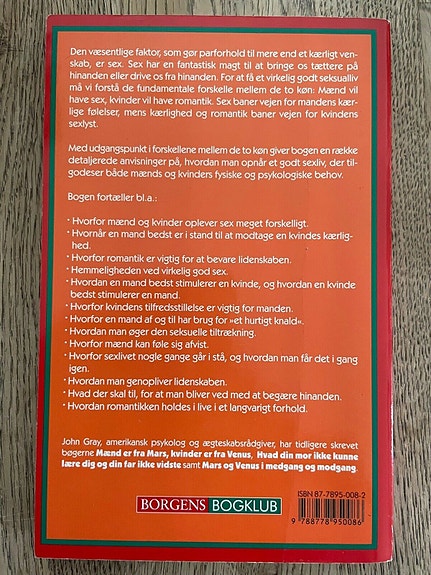 Den væsentlige faktor, som gør parforhold til mere end et kærligt ven-
skab, er sex. Sex har en fantastisk magt til at bringe os tættere på
hinanden eller drive os fra hinanden. For at få et virkelig godt seksualliv
må vi forstå de fundamentale forskelle mellem de to køn: Mænd vil
have sex, kvinder vil have romantik. Sex baner vejen for mandens kær-
lige følelser, mens kærlighed og romantik baner vejen for kvindens
sexlyst.
Med udgangspunkt i forskellene mellem de to køn giver bogen en række
detaljerede anvisninger på, hvordan man opnår et godt sexliv, der til-
godeser både mænds og kvinders fysiske og psykologiske behov.
Bogen fortæller bl.a.:
· Hvorfor mænd og kvinder oplever sex meget forskelligt.
· Hvornår en mand bedst er i stand til at modtage en kvindes kærlig-
hed.
· Hvorfor romantik er vigtig for at bevare lidenskaben.
· Hemmeligheden ved virkelig god sex.
· Hvordan en mand bedst stimulerer en kvinde, og hvordan en kvinde
bedst stimulerer en mand.
· Hvorfor kvindens tilfredsstillelse er vigtig for manden.
· Hvorfor en mand af og til har brug for »et hurtigt knald«.
· Hvordan man øger den seksuelle tiltrækning.
· Hvorfor mænd kan føle sig afvist.
· Hvorfor sexlivet nogle gange går i stå, og hvordan man får det i gang
igen.
· Hvordan man genopliver lidenskaben.
· Hvad der skal til, for at man bliver ved med at begære hinanden.
· Hvordan romantikken holdes i live i et langvarigt forhold.
John Gray, amerikansk psykolog og ægteskabsrådgiver, har tidligere skrevet
bøgerne Mænd er fra Mars, kvinder er fra Venus, Hvad din mor ikke kunne
lære dig og din far ikke vidste samt Mars og Venus i medgang og modgang.
BORGENS BOGKLUB
ISBN 87-7895-008-2
9 788778 950086